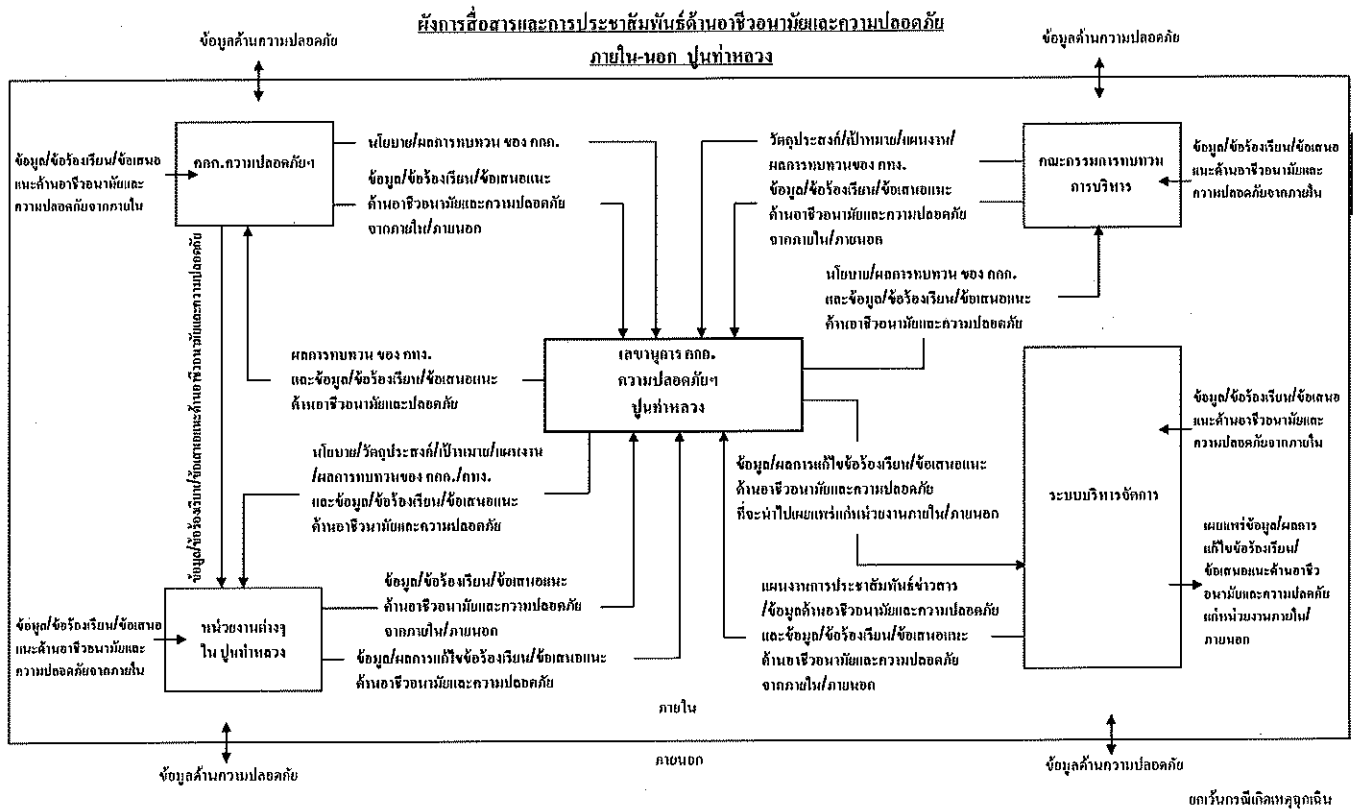 ผังการสื่อสารและการประชาสัมพันธ์ด้านอาชีวอนามัยและความปลอดภัย
ภายใน-นอก ปูนท่าหลวง
ข้อมูลด้านความปลอดภัย
ข้อมูลด้านความปลอดภัย
ข้อมูล/ข้อร้องเรียน/ข้อเสนอ
แนะด้านอาชีวอนามัยและ
ความปลอดภัยจากภายใน
คกก.ความปลอดภัยฯ
นโยบาย/ผลการทบทวน ของ คกก.
ข้อมูล/ข้อร้องเรียน/ข้อเสนอแนะ
ด้านอาชีวอนามัยและความปลอดภัย
จากภายใน/ภายนอก
วัตถุประสงค์/เป้าหมาย/แผนงาน/
ผลการทบทวนของ คทง.
ข้อมูล/ข้อร้องเรียน/ข้อเสนอแนะ
ด้านอาชีวอนามัยและความปลอดภัย
จากภายใน/ภายนอก
คณะกรรมการทบทวน
การบริหาร
ข้อมูล/ข้อร้องเรียน/ข้อเสนอ
แนะด้านอาชีวอนามัยและ
ความปลอดภัยจากภายใน
ข้อมูล/ข้อร้องเรียน/ข้อเสนอแนะด้านอาชีวอนามัยและความปลอดภัย
นโยบาย/ผลการทบทวน ของ คกก.
และข้อมูล/ข้อร้องเรียน/ข้อเสนอแนะ
ด้านอาชีวอนามัยและความปลอดภัย
ผลการทบทวน ของ คทง.
และข้อมูล/ข้อร้องเรียน/ข้อเสนอแนะ
ด้านอาชีวอนามัยและปลอดภัย
เลขานุการ คกก.
ความปลอดภัยฯ
ปูนท่าหลวง
นโยบาย/วัตถุประสงค์/เป้าหมาย/แผนงาน
/ผลการทบทวนของ คกก./คทง.
และข้อมูล/ข้อร้องเรียน/ข้อเสนอแนะ
ด้านอาชีวอนามัยและความปลอดภัย
ข้อมูล/ผลการแก้ไขข้อร้องเรียน/ข้อเสนอแนะ
ด้านอาชีวอนามัยและความปลอดภัย
ที่จะนำไปเผยแพร่แก่หน่วยงานภายใน/ภายนอก
ระบบบริหารจัดการ
ข้อมูล/ข้อร้องเรียน/ข้อเสนอ
แนะด้านอาชีวอนามัยและ
ความปลอดภัยจากภายใน
เผยแพร่ข้อมูล/ผลการ
แก้ไขข้อร้องเรียน/
ข้อเสนอแนะด้านอาชีว
อนามัยและความปลอดภัย
แก่หน่วยงานภายใน/
ภายนอก
ข้อมูล/ข้อร้องเรียน/ข้อเสนอ
แนะด้านอาชีวอนามัยและ
ความปลอดภัยจากภายใน
หน่วยงานต่างๆ
ใน ปูนท่าหลวง
ข้อมูล/ข้อร้องเรียน/ข้อเสนอแนะ
ด้านอาชีวอนามัยและความปลอดภัย
จากภายใน/ภายนอก
ข้อมูล/ผลการแก้ไขข้อร้องเรียน/ข้อเสนอแนะ
ด้านอาชีวอนามัยและความปลอดภัย
แผนงานการประชาสัมพันธ์ข่าวสาร
/ข้อมูลด้านอาชีวอนามัยและความปลอดภัย
และข้อมูล/ข้อร้องเรียน/ข้อเสนอแนะ
ด้านอาชีวอนามัยและความปลอดภัย
จากภายใน/ภายนอก
ภายใน
ภายนอก
ข้อมูลด้านความปลอดภัย
ข้อมูลด้านความปลอดภัย
ยกเว้นกรณีเกิดเหตุฉุกเฉิน